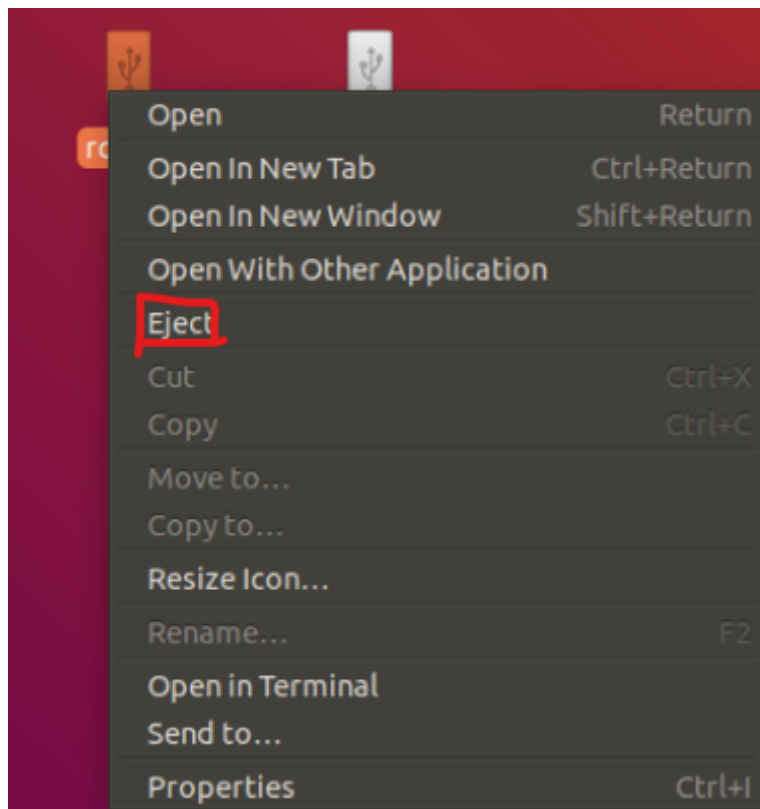 Open Return
ro
Open In New Tab Ctrl+Return
Open In New Window Shift+Return
Open With Other Application
Eject
Cut Ctrl+X
Copy Ctrl+C
Move to...
Copy to...
Resize Icon...
Rename... F2
Open in Terminal
Send to...
Properties Ctrl+I